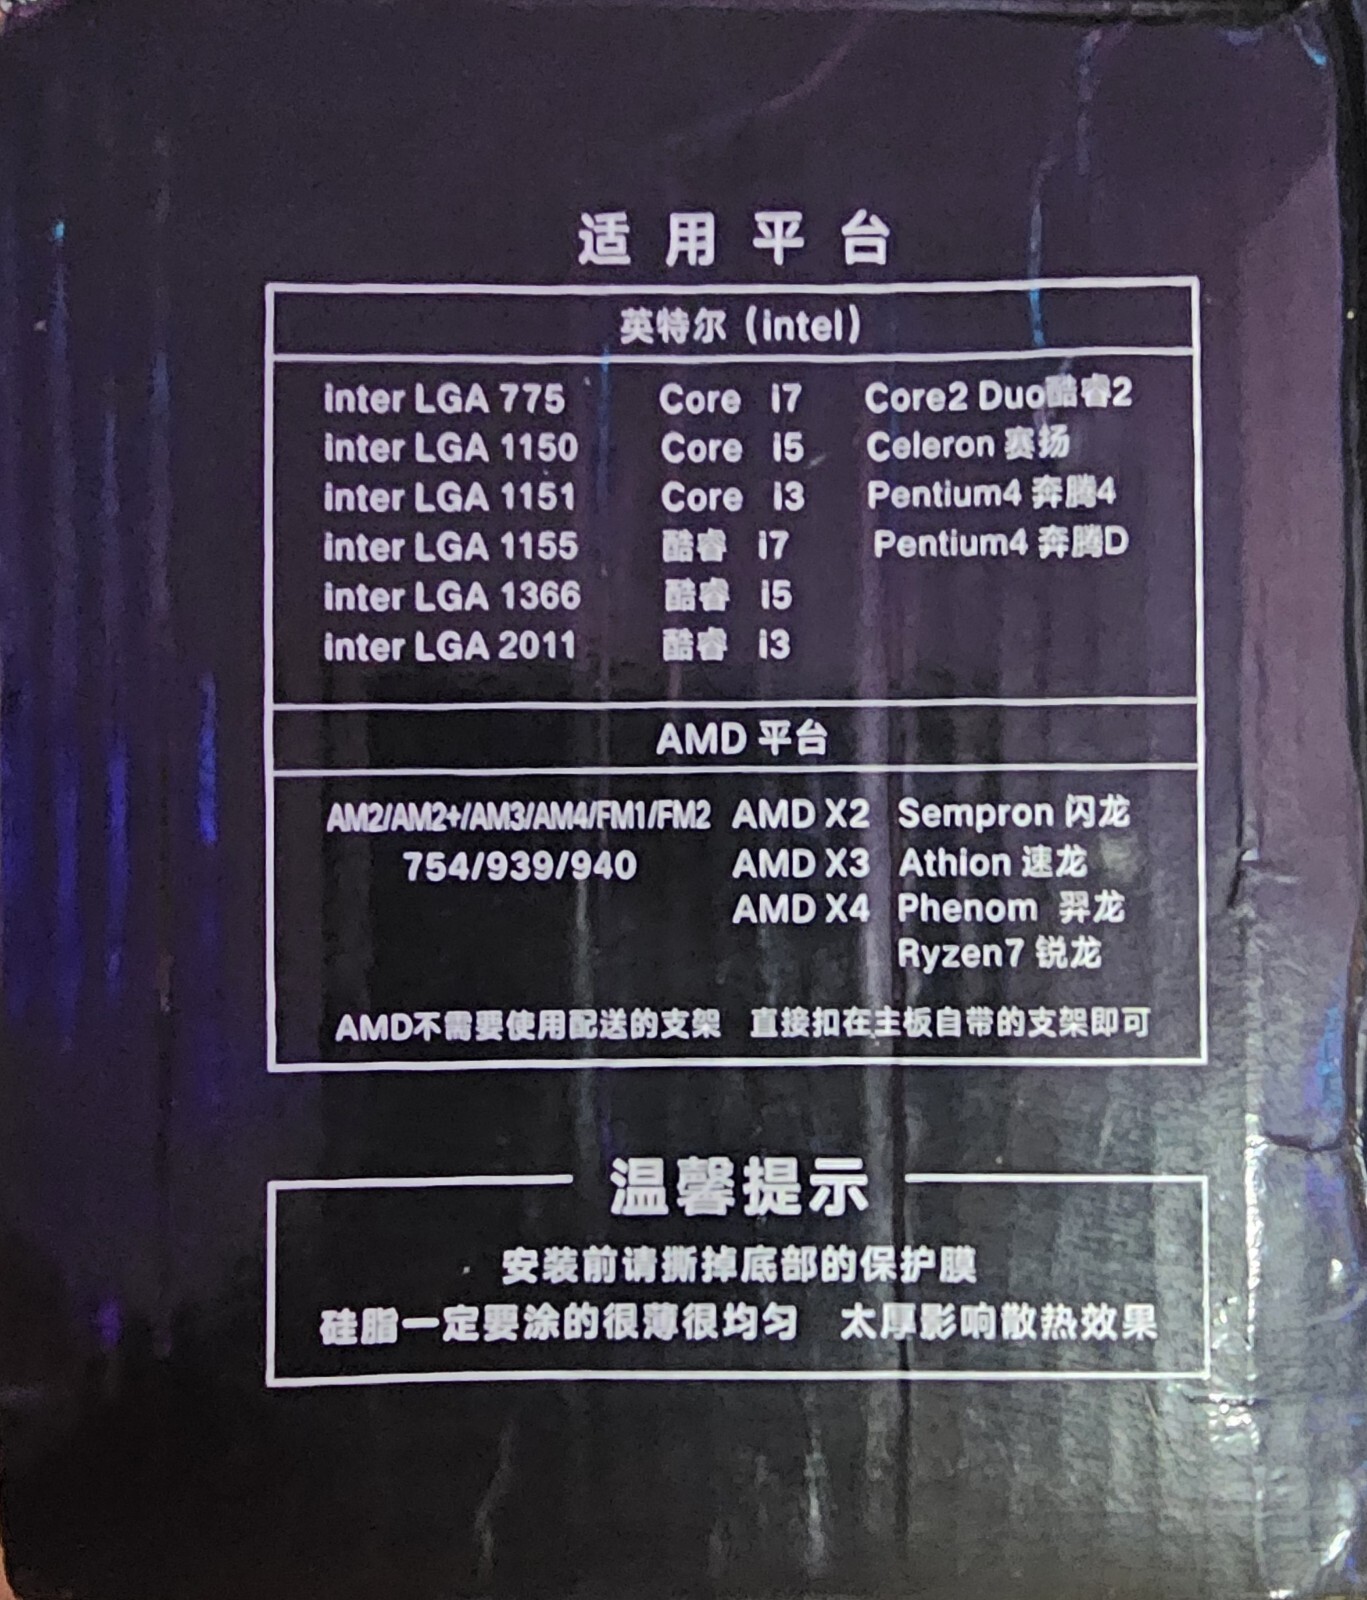 适用平台
英特尔（intel）
inter LGA 775 Core i7 Core2 Duo酷睿2
inter LGA 1150 Core i5 Celeron 赛扬
inter LGA 1151 Core i3 Pentium4 奔腾4
inter LGA 1155 酷睿 i7 Pentium4 奔腾D
inter LGA 1366 酷睿 i5
inter LGA 2011 酷睿 i3
AMD 平台
AM2/AM2+/AM3/AM4/FM1/FM2 AMD X2 Sempron 闪龙
754/939/940 AMD X3 Athion 速龙
AMD X4 Phenom 羿龙
Ryzen7 锐龙
AMD不需要使用配送的支架 直接扣在主板自带的支架即可
温馨提示
安装前请撕掉底部的保护膜
硅脂一定要涂的很薄很均匀 太厚影响散热效果